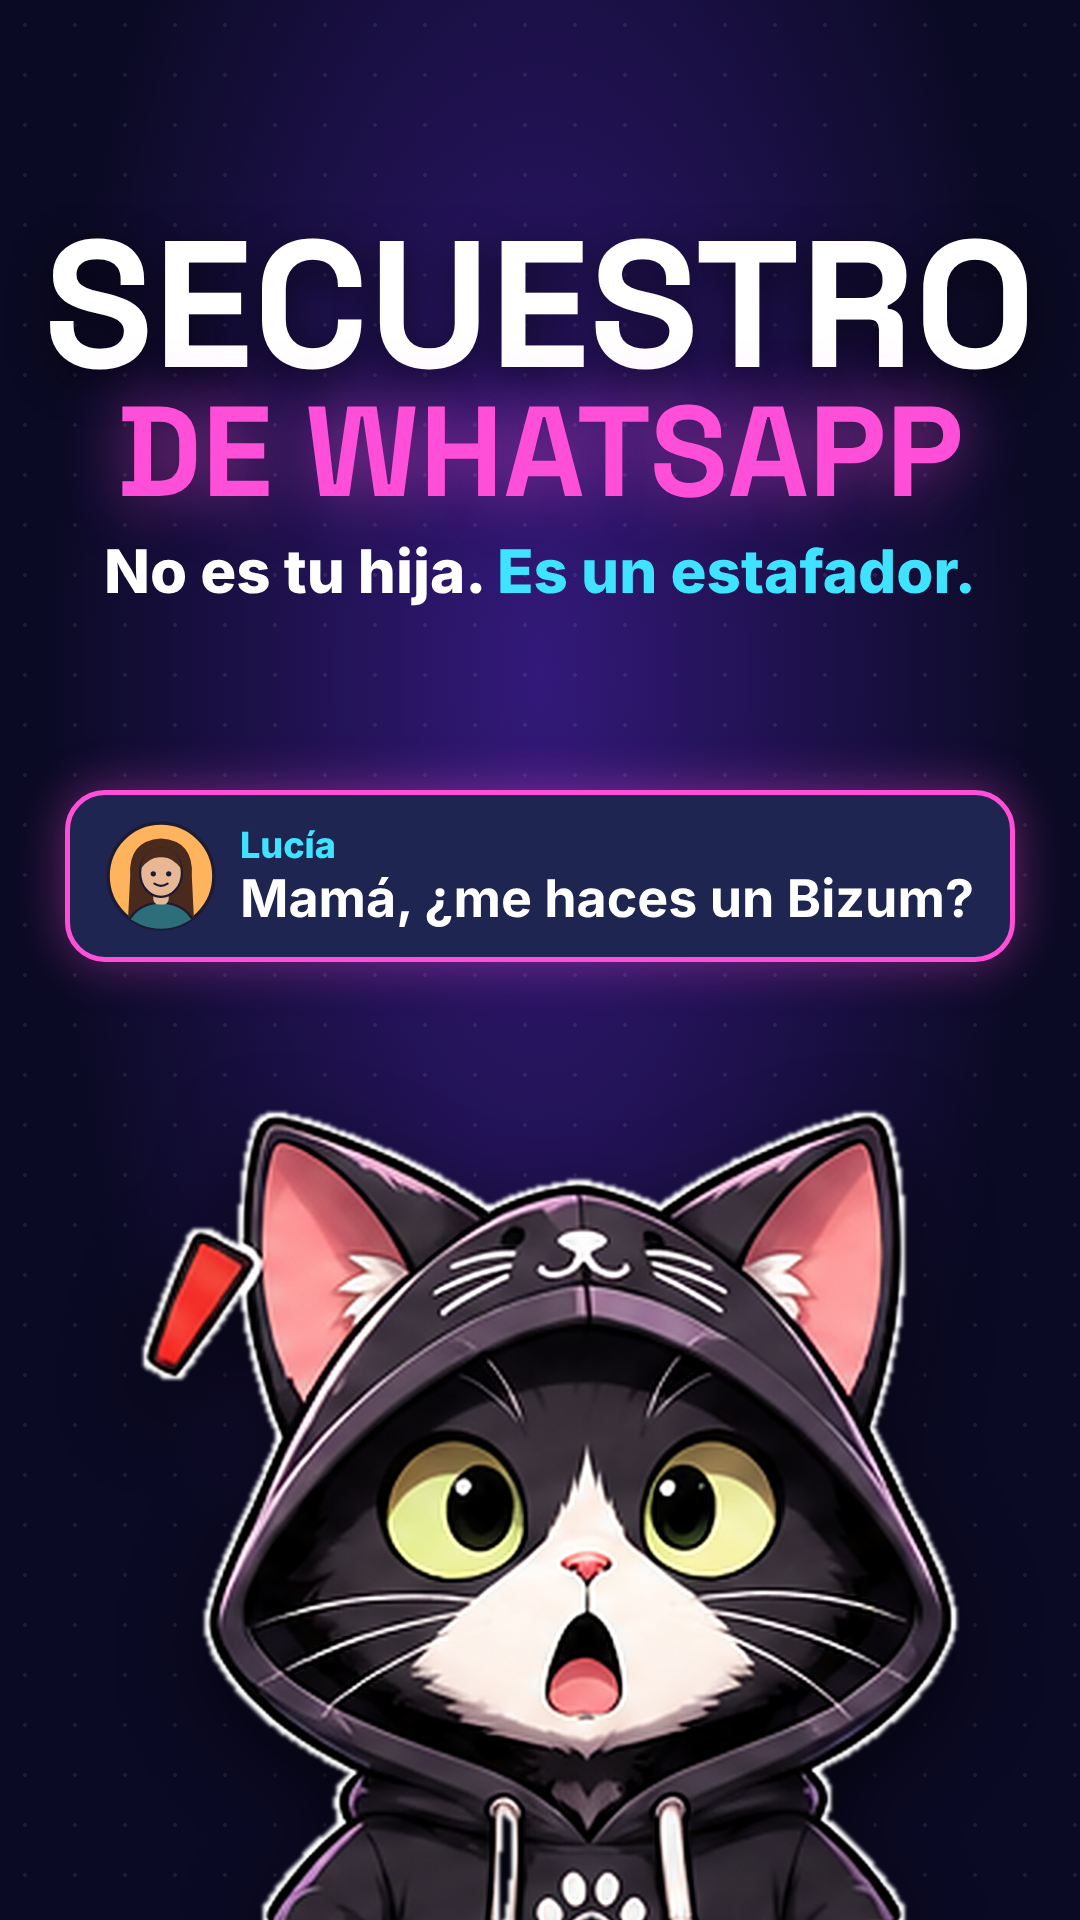 SECUESTRO
DE WHATSAPP
No es tu hija. Es un estafador.
Lucía
Mamá, ¿me haces un Bizum?